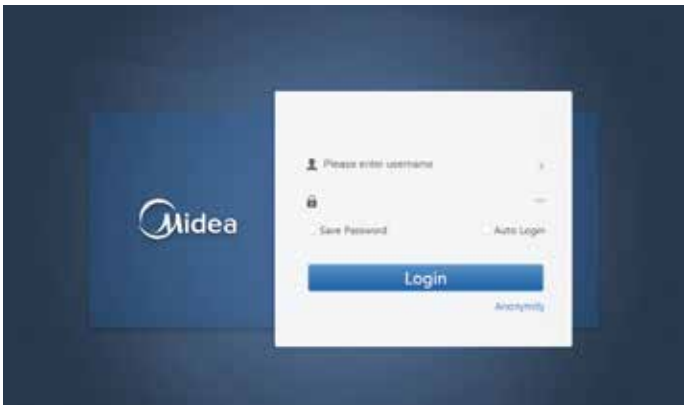 Midea
Please enter username
Save Password
Auto Login
Login
Anonymity